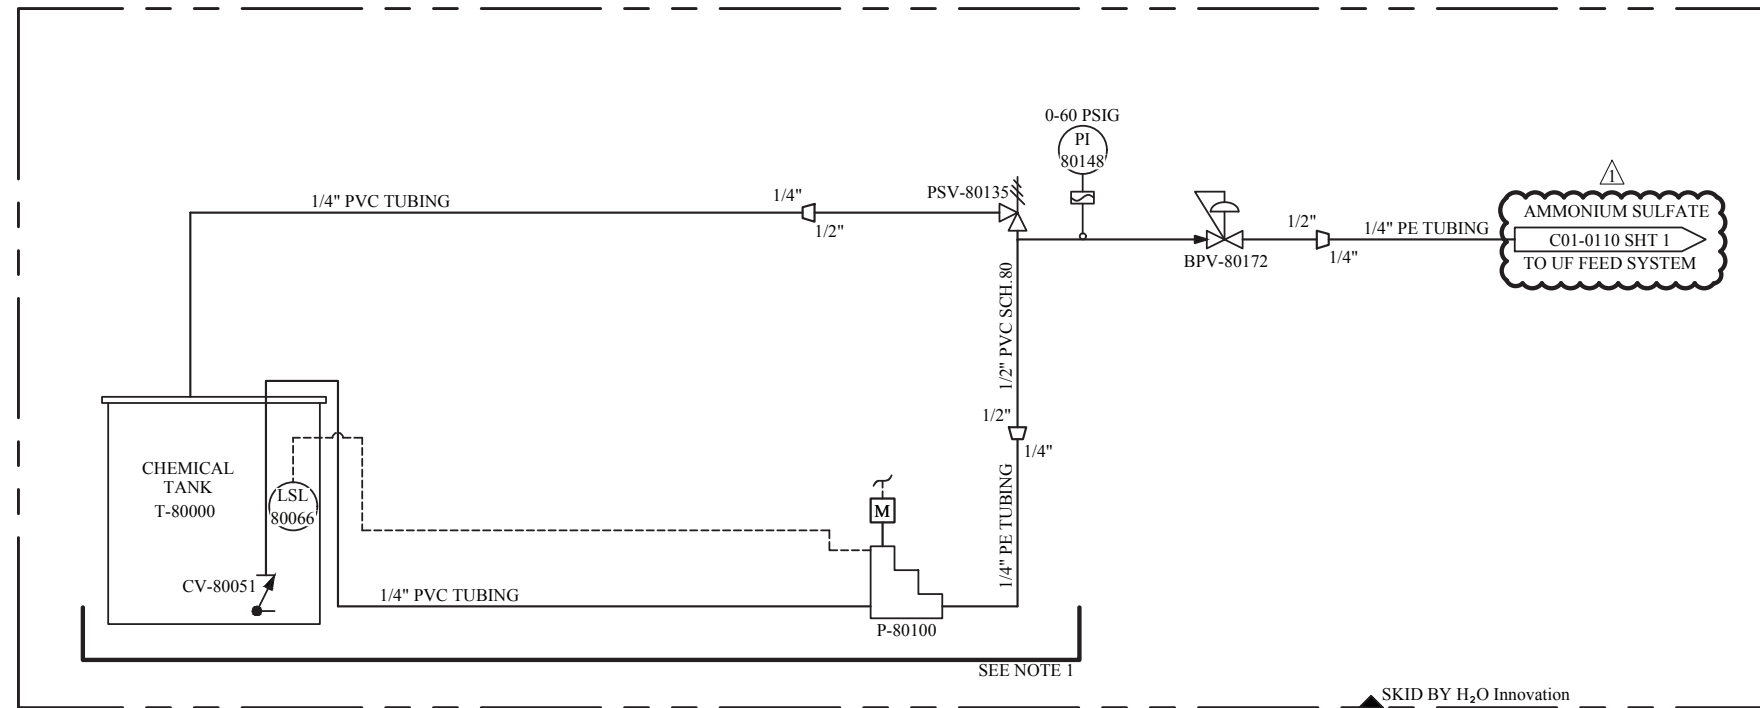 0-60 PSIG
PI
80148
1
1/4" PVC TUBING
1/4"
1/2"
PSV-80135
AMMONIUM SULFATE
1/2"
1/4" PE TUBING
C01-0110 SHT 1
1/4"
BPV-80172
TO UF FEED SYSTEM
1/2" PVC SCH.80
1/2"
1/4"
CHEMICAL
TANK
T-80000
LSL
80066
M
1/4" PE TUBING
CV-80051
1/4" PVC TUBING
P-80100
SEE NOTE 1
SKID BY H₂O Innovation